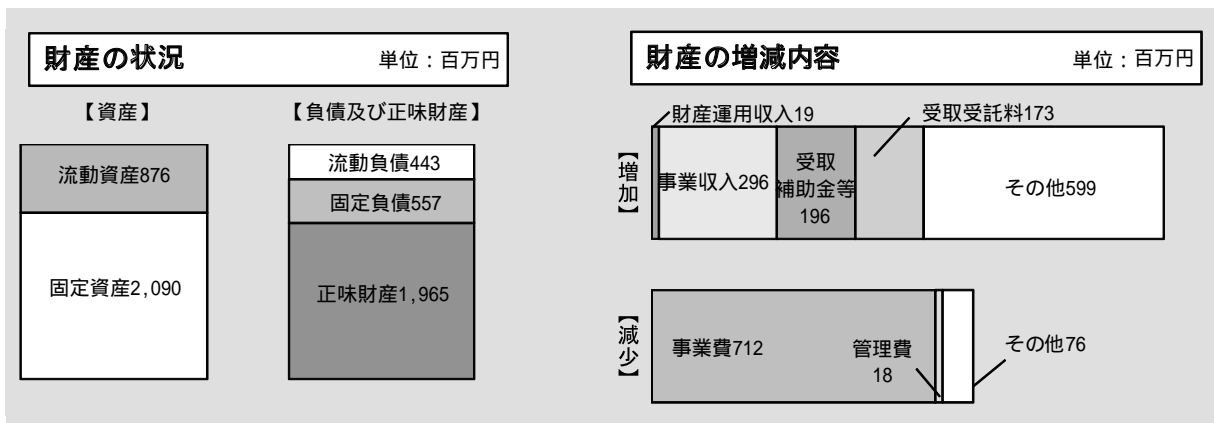 財産の状況
単位：百万円
【資産】
【負債及び正味財産】
流動資産876
固定資産2,090
流動負債443
固定負債557
正味財産1,965
財産の増減内容
単位：百万円
【増加】
財産運用収入19
受取受託料173
事業収入296
受取
補助金等
196
その他599
【減少】
事業費712
管理費
18
その他76